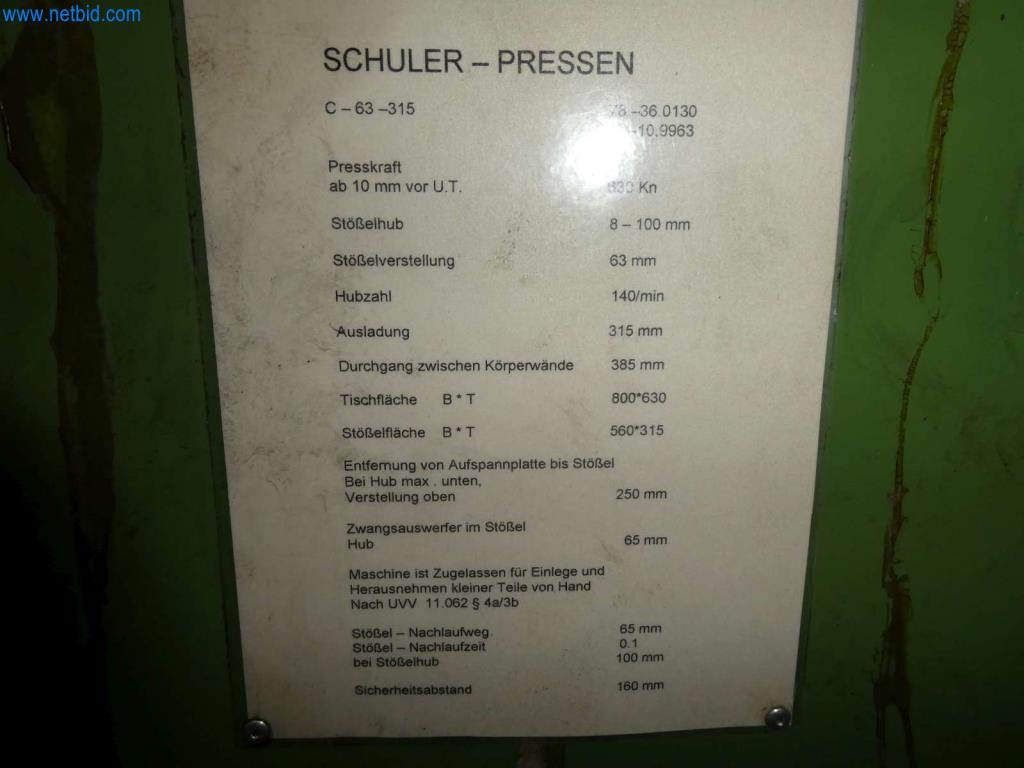 www.netbid.com
SCHULER – PRESSEN
C – 63 –315 –36.0130
–10.9963
Presskraft
ab 10 mm vor U.T. 630 Kn
Stößelhub 8 – 100 mm
Stößelverstellung 63 mm
Hubzahl 140/min
Ausladung 315 mm
Durchgang zwischen Körperwände 385 mm
Tischfläche B * T 800*630
Stößelfläche B * T 560*315
Entfernung von Aufspannplatte bis Stößel
Bei Hub max . unten,
Verstellung oben 250 mm
Zwangsauswerfer im Stößel
Hub 65 mm
Maschine ist Zugelassen für Einlege und
Herausnehmen kleiner Teile von Hand
Nach UVV 11.062 § 4a/3b
Stößel – Nachlaufweg. 65 mm
Stößel – Nachlaufzeit 0.1
bei Stößelhub 100 mm
Sicherheitsabstand 160 mm